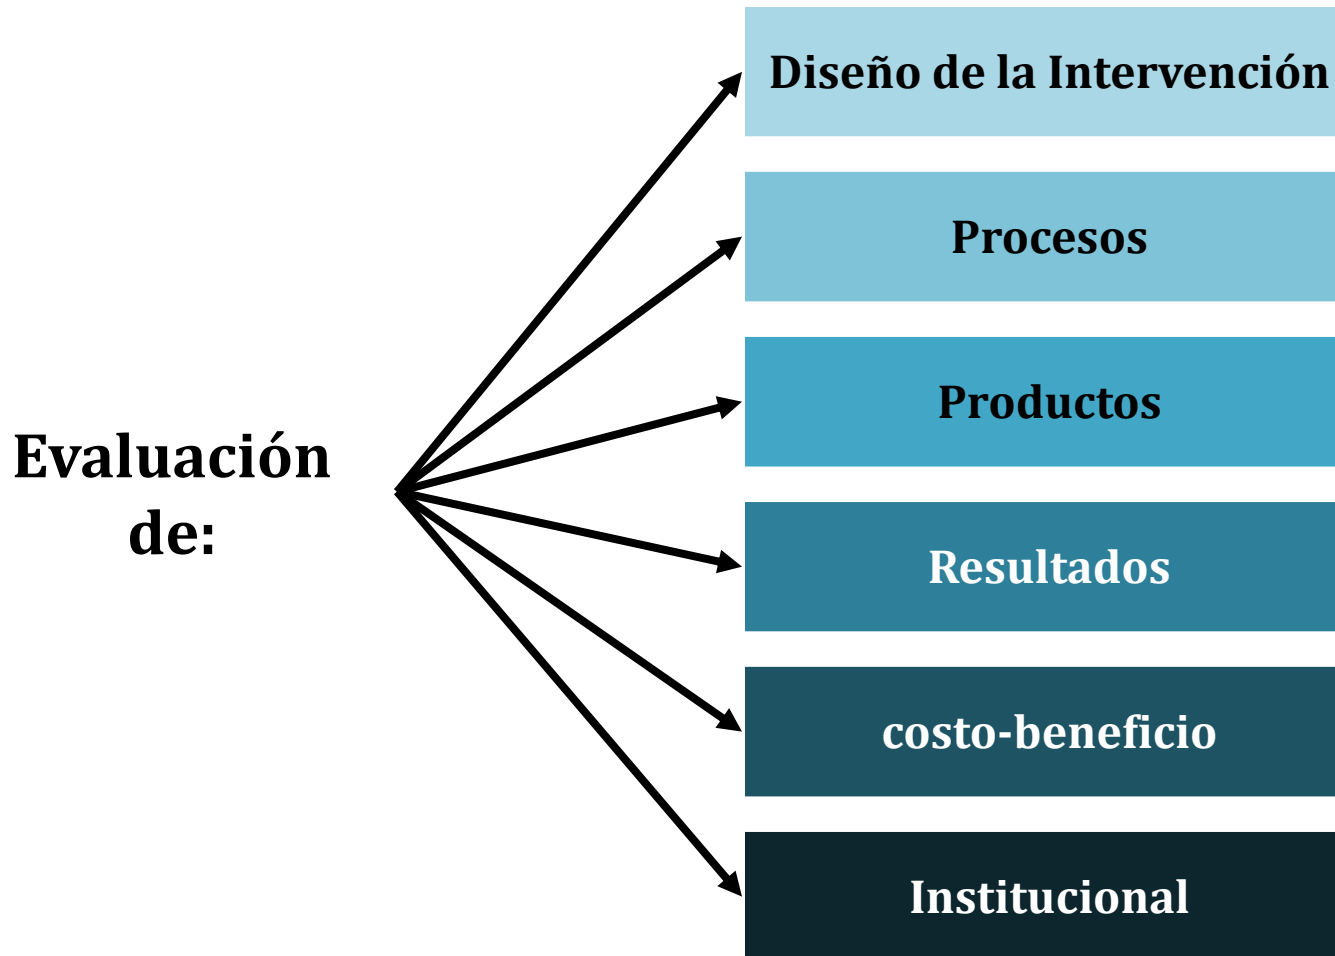 Evaluación
de:
Diseño de la Intervención
Procesos
Productos
Resultados
costo-beneficio
Institucional